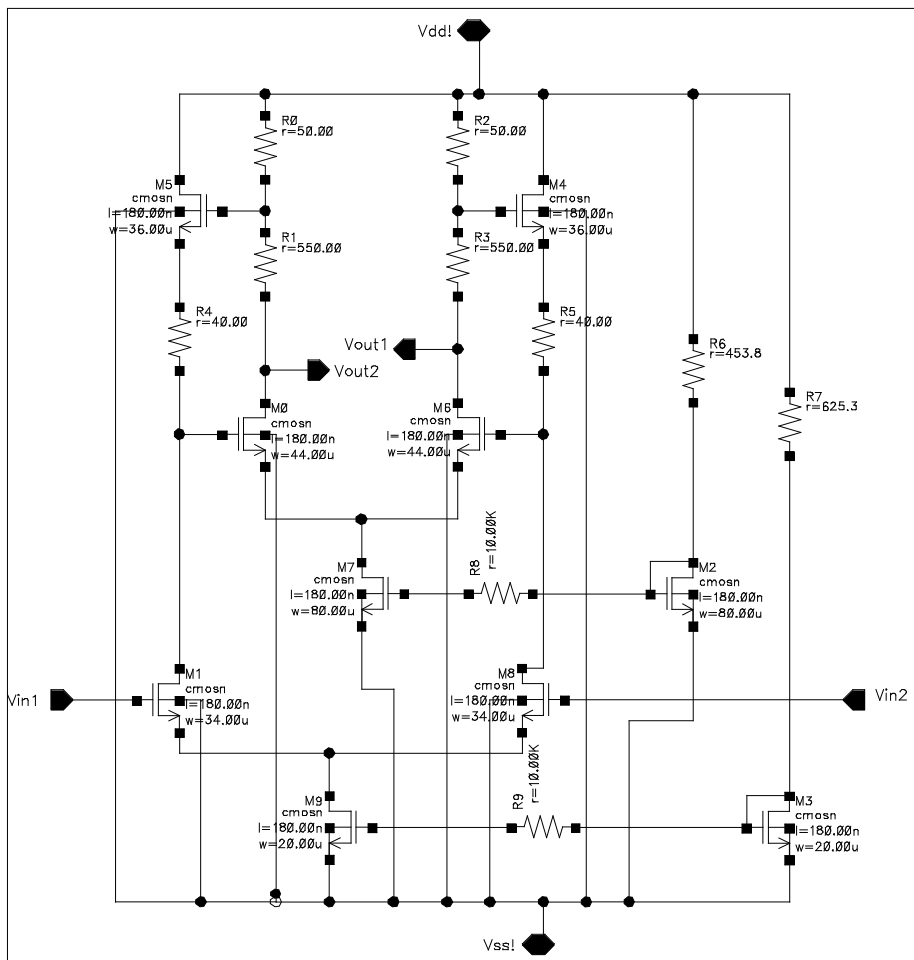 Vdd!
R0
r=50.00
R2
r=50.00
M5
cmosn
l=180.00n
w=36.00u
M4
cmosn
l=180.00n
w=36.00u
R1
r=550.00
R3
r=550.00
R4
r=40.00
R5
r=40.00
R6
r=453.8
Vout1
Vout2
R7
r=625.3
M0
cmosn
l=180.00n
w=44.00u
M6
cmosn
l=180.00n
w=44.00u
R8
r=10.00K
M7
cmosn
l=180.00n
w=80.00u
M2
cmosn
l=180.00n
w=80.00u
Vin1
M1
cmosn
l=180.00n
w=34.00u
M8
cmosn
l=180.00n
w=34.00u
Vin2
R9
r=10.00K
M9
cmosn
l=180.00n
w=20.00u
M3
cmosn
l=180.00n
w=20.00u
Vss!